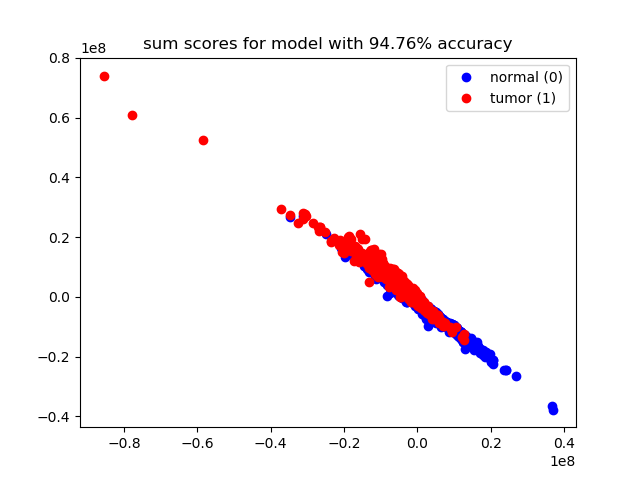 sum scores for model with 94.76% accuracy
1e8
0.8
0.6
0.4
0.2
0.0
−0.2
−0.4
normal (0)
tumor (1)
−0.8 −0.6 −0.4 −0.2 0.0 0.2 0.4
1e8